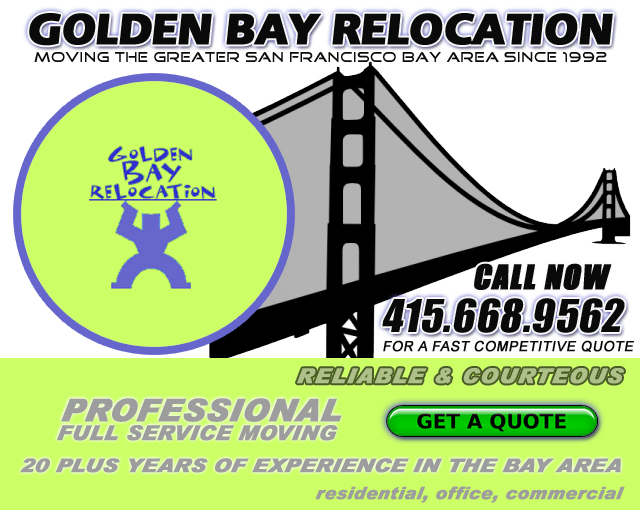 GOLDEN BAY RELOCATION
MOVING THE GREATER SAN FRANCISCO BAY AREA SINCE 1992
GOLDEN
BAY
RELOCATION
CALL NOW
415.668.9562
FOR A FAST COMPETITIVE QUOTE
RELIABLE & COURTEOUS
PROFESSIONAL
FULL SERVICE MOVING
GET A QUOTE
20 PLUS YEARS OF EXPERIENCE IN THE BAY AREA
residential, office, commercial